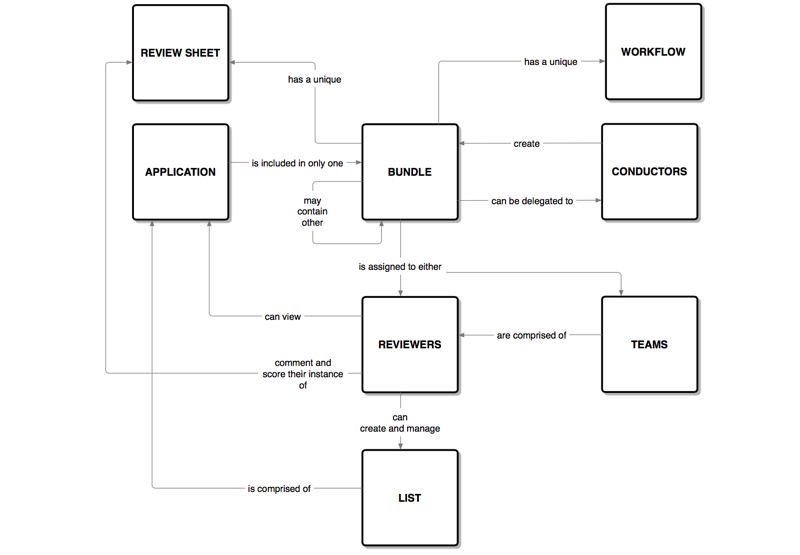 REVIEW SHEET
WORKFLOW
has a unique
has a unique
APPLICATION
is included in only one
BUNDLE
create
CONDUCTORS
can be delegated to
may
contain
other
is assigned to either
can view
REVIEWERS
are comprised of
TEAMS
comment and
score their instance
of
can
create and manage
is comprised of
LIST